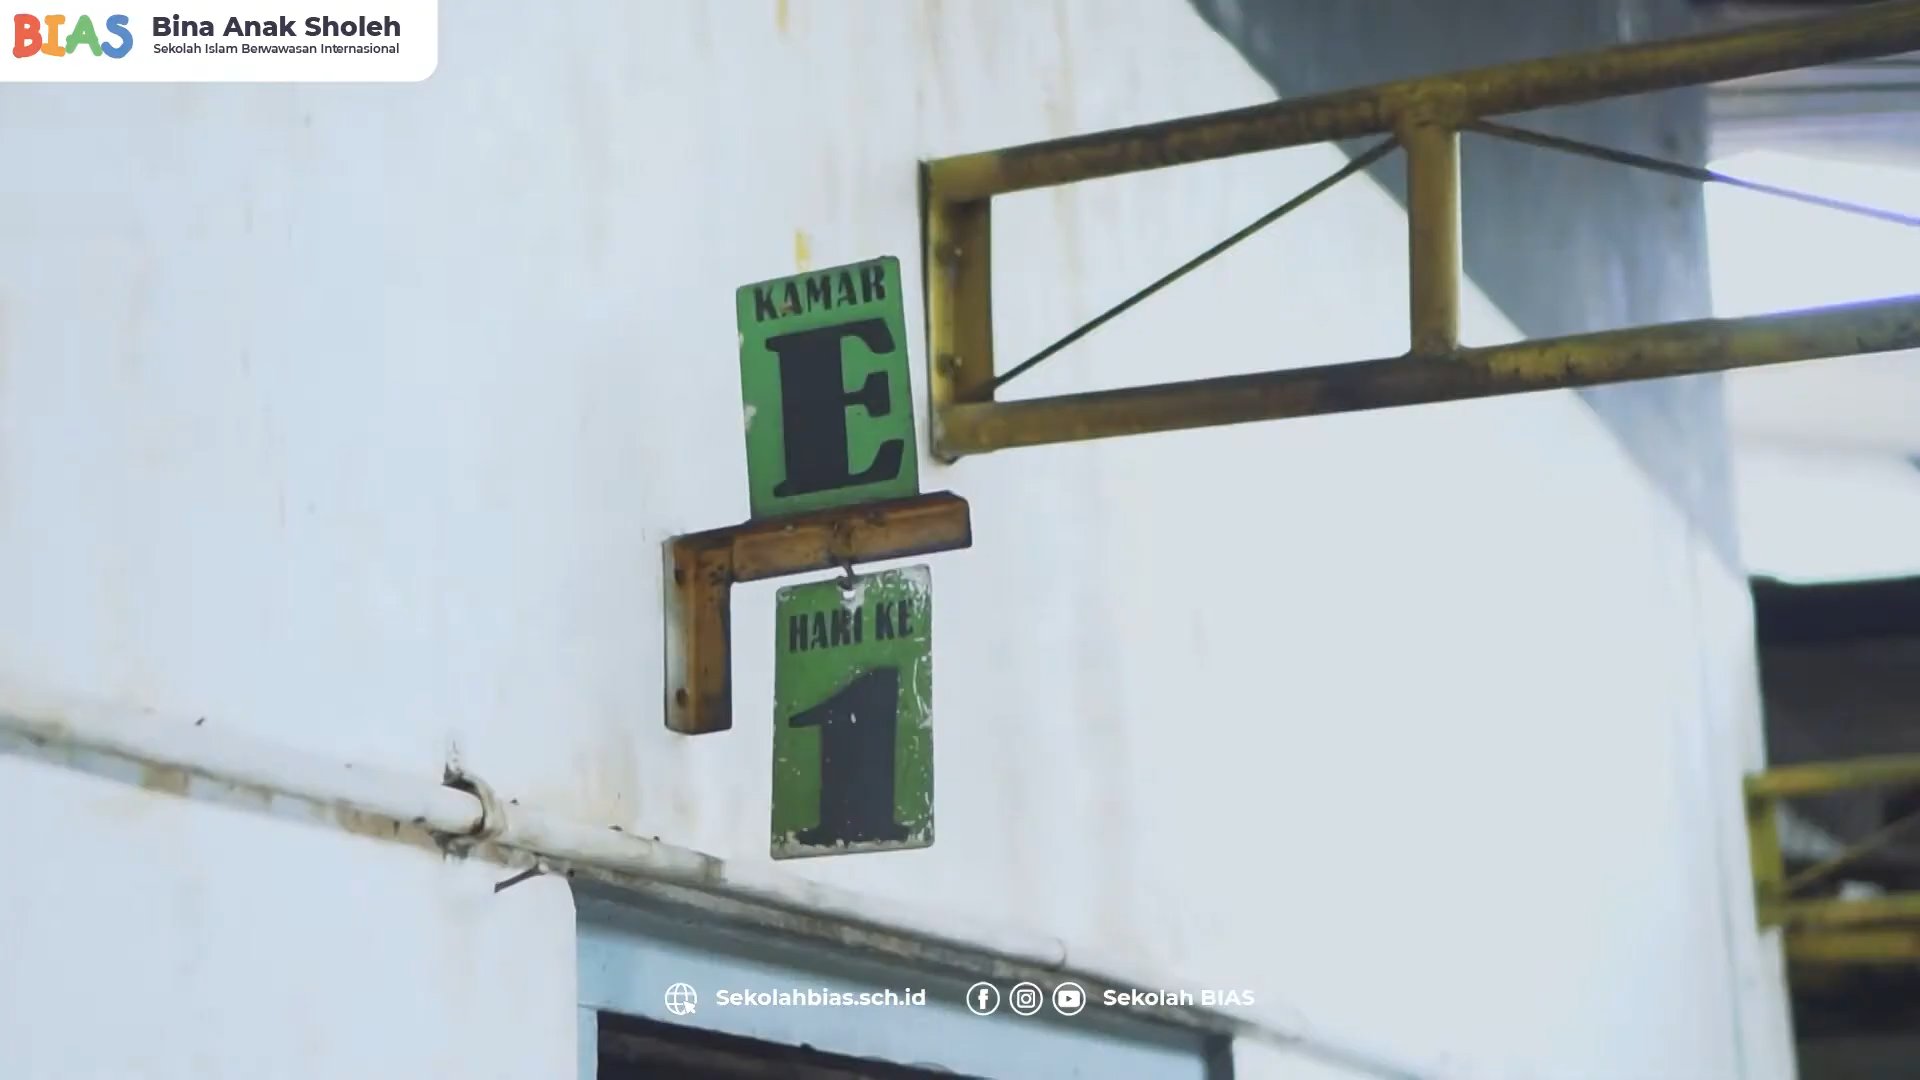 BIAS
Bina Anak Sholeh
Sekolah Islam Berwawasan Internasional
KAMAR
E
HARI KE
1
Sekolahbias.sch.id
Sekolah BIAS